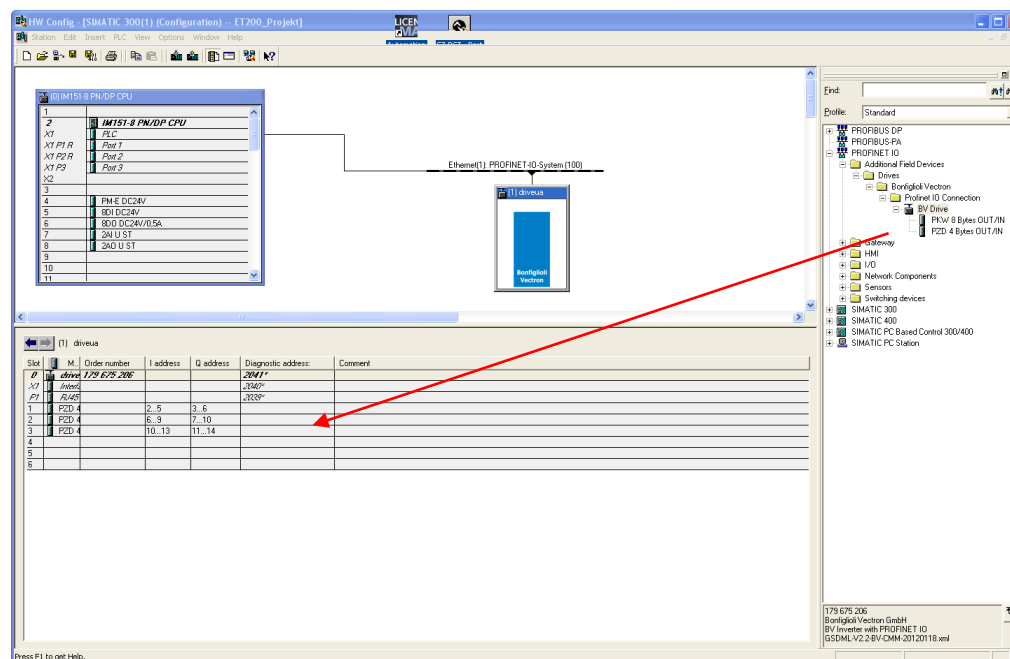 HW Config - [SIMATIC 300(1) (Configuration) -- ET200_Projekt]
Station Edit Insert PLC View Options Window Help
(0) IM151-8 PN/DP CPU
1
2 IM151-8 PN/DP CPU
X1 PLC
X1 P1 R Port 1
X1 P2 R Port 2
X1 P3 Port 3
X2
3
4 PM-E DC24V
5 8DI DC24V
6 8DO DC24V/0,5A
7 2AI U ST
8 2AO U ST
9
10
11
Ethernet(1): PROFINET-IO-System (100)
(1) driveua
Bonfiglioli
Vectron
Find:
Profile: Standard
PROFIBUS DP
PROFIBUS-PA
PROFINET IO
Additional Field Devices
Drives
Bonfiglioli Vectron
Profinet IO Connection
BV Drive
PKW 8 Bytes OUT/IN
PZD 4 Bytes OUT/IN
Gateway
HMI
I/O
Network Components
Sensors
Switching devices
SIMATIC 300
SIMATIC 400
SIMATIC PC Based Control 300/400
SIMATIC PC Station
(1) driveua
Slot M... Order number I address Q address Diagnostic address: Comment
0 drive 179 675 206 2041*
X1 Interfa 2040*
P1 RJ45 2039*
1 PZD 4 2...5 3...6
2 PZD 4 6...9 7...10
3 PZD 4 10...13 11...14
4
5
6
179 675 206
Bonfiglioli Vectron GmbH
BV Inverter with PROFINET IO
GSDML-V2.2-BV-CMM-20120118.xml
Press F1 to get Help.